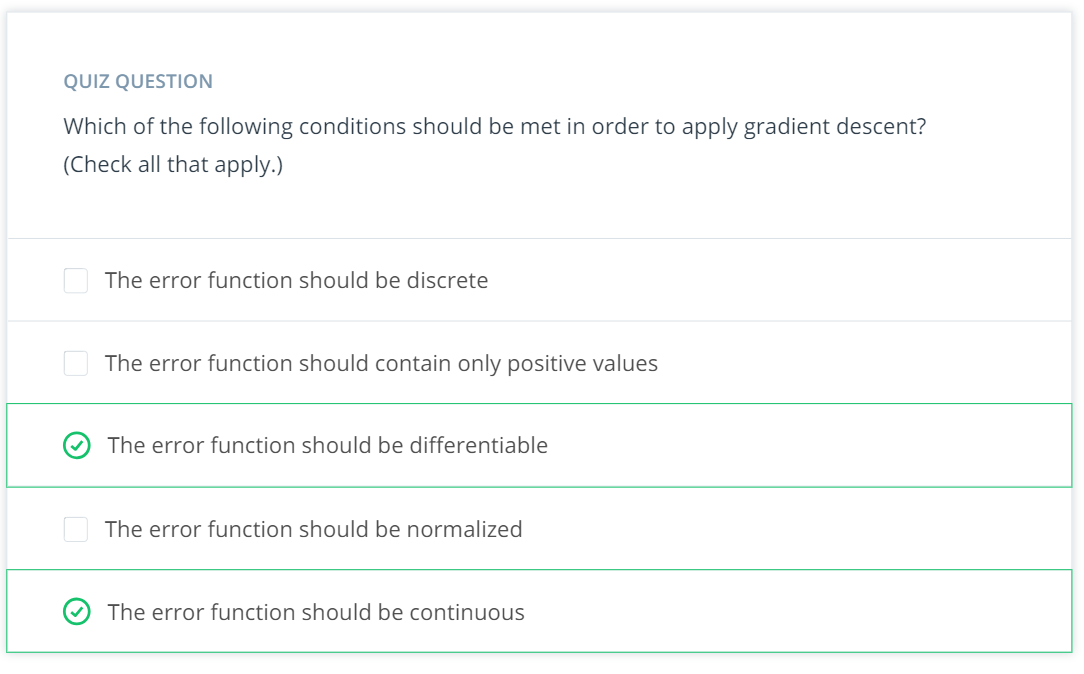 QUIZ QUESTION
Which of the following conditions should be met in order to apply gradient descent?
(Check all that apply.)
The error function should be discrete
The error function should contain only positive values
The error function should be differentiable
The error function should be normalized
The error function should be continuous